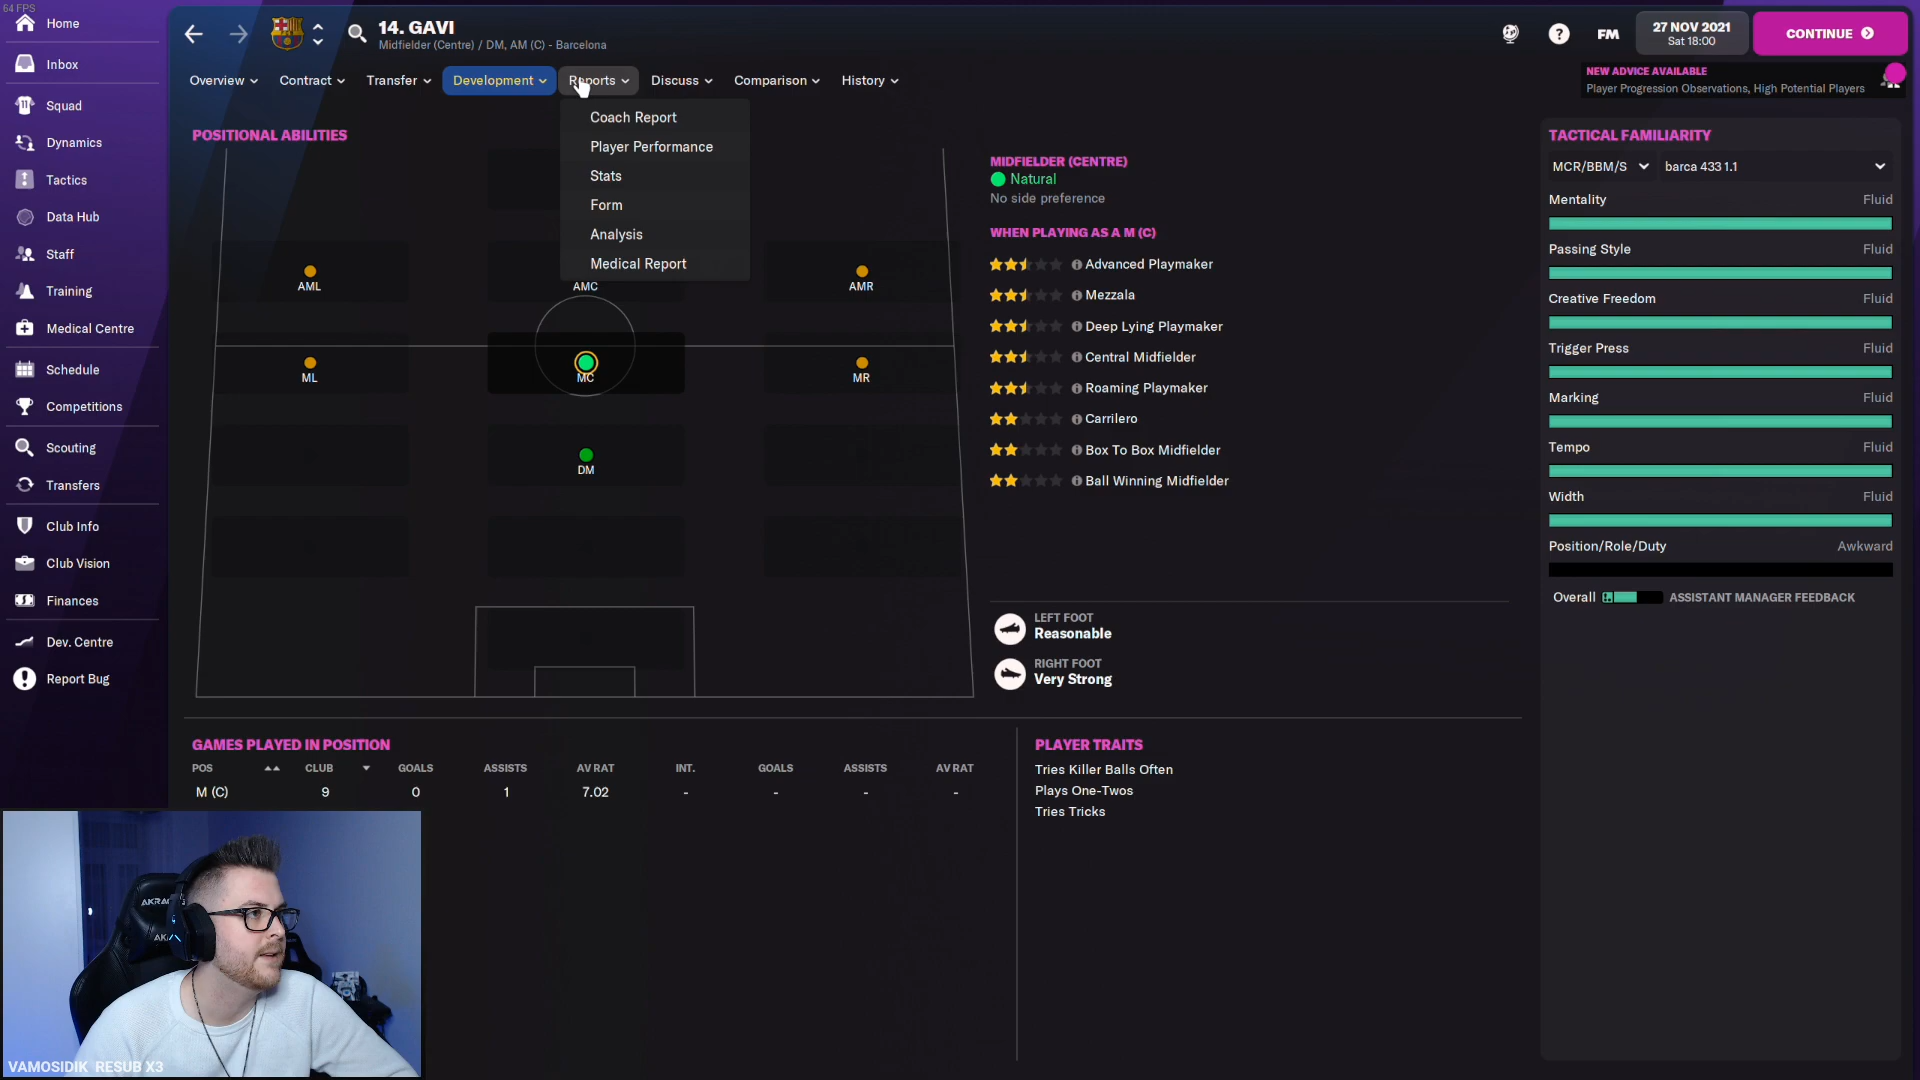 64 FPS
Home
Inbox
Squad
Dynamics
Tactics
Data Hub
Staff
Training
Medical Centre
Schedule
Competitions
Scouting
Transfers
Club Info
Club Vision
Finances
Dev. Centre
Report Bug
14. GAVI
Midfielder (Centre) / DM, AM (C) - Barcelona
FM
27 NOV 2021
Sat 18:00
CONTINUE
NEW ADVICE AVAILABLE
Player Progression Observations, High Potential Players
Overview
Contract
Transfer
Development
Reports
Discuss
Comparison
History
Coach Report
Player Performance
Stats
Form
Analysis
Medical Report
POSITIONAL ABILITIES
AML
AMC
AMR
ML
MC
MR
DM
MIDFIELDER (CENTRE)
Natural
No side preference
WHEN PLAYING AS A M (C)
Advanced Playmaker
Mezzala
Deep Lying Playmaker
Central Midfielder
Roaming Playmaker
Carrilero
Box To Box Midfielder
Ball Winning Midfielder
LEFT FOOT
Reasonable
RIGHT FOOT
Very Strong
TACTICAL FAMILIARITY
MCR/BBM/S barca 433 1.1
Mentality Fluid
Passing Style Fluid
Creative Freedom Fluid
Trigger Press Fluid
Marking Fluid
Tempo Fluid
Width Fluid
Position/Role/Duty Awkward
Overall ASSISTANT MANAGER FEEDBACK
GAMES PLAYED IN POSITION
POS CLUB GOALS ASSISTS AV RAT INT. GOALS ASSISTS AV RAT
M (C) 9 0 1 7.02 - - - -
PLAYER TRAITS
Tries Killer Balls Often
Plays One-Twos
Tries Tricks
VAMOSIDIK RESUB X3